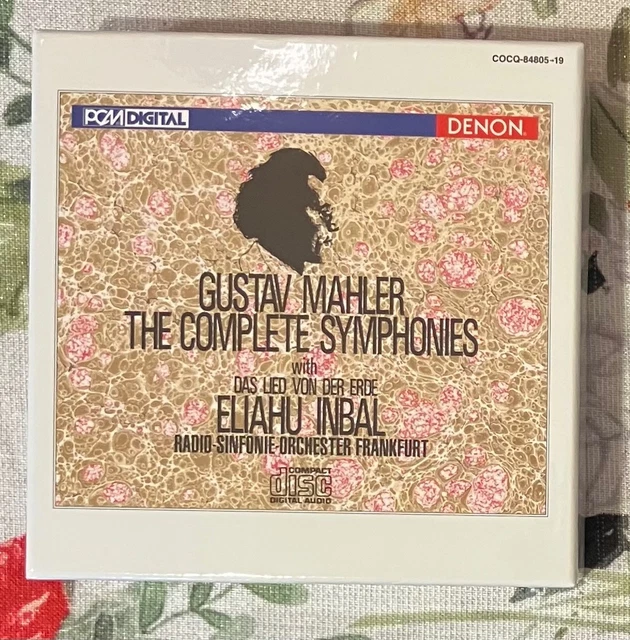 COCQ-84805-19
PCM DIGITAL
DENON
GUSTAV MAHLER
THE COMPLETE SYMPHONIES
with
DAS LIED VON DER ERDE
ELIAHU INBAL
RADIO-SINFONIE-ORCHESTER FRANKFURT
COMPACT
disc
DIGITAL AUDIO